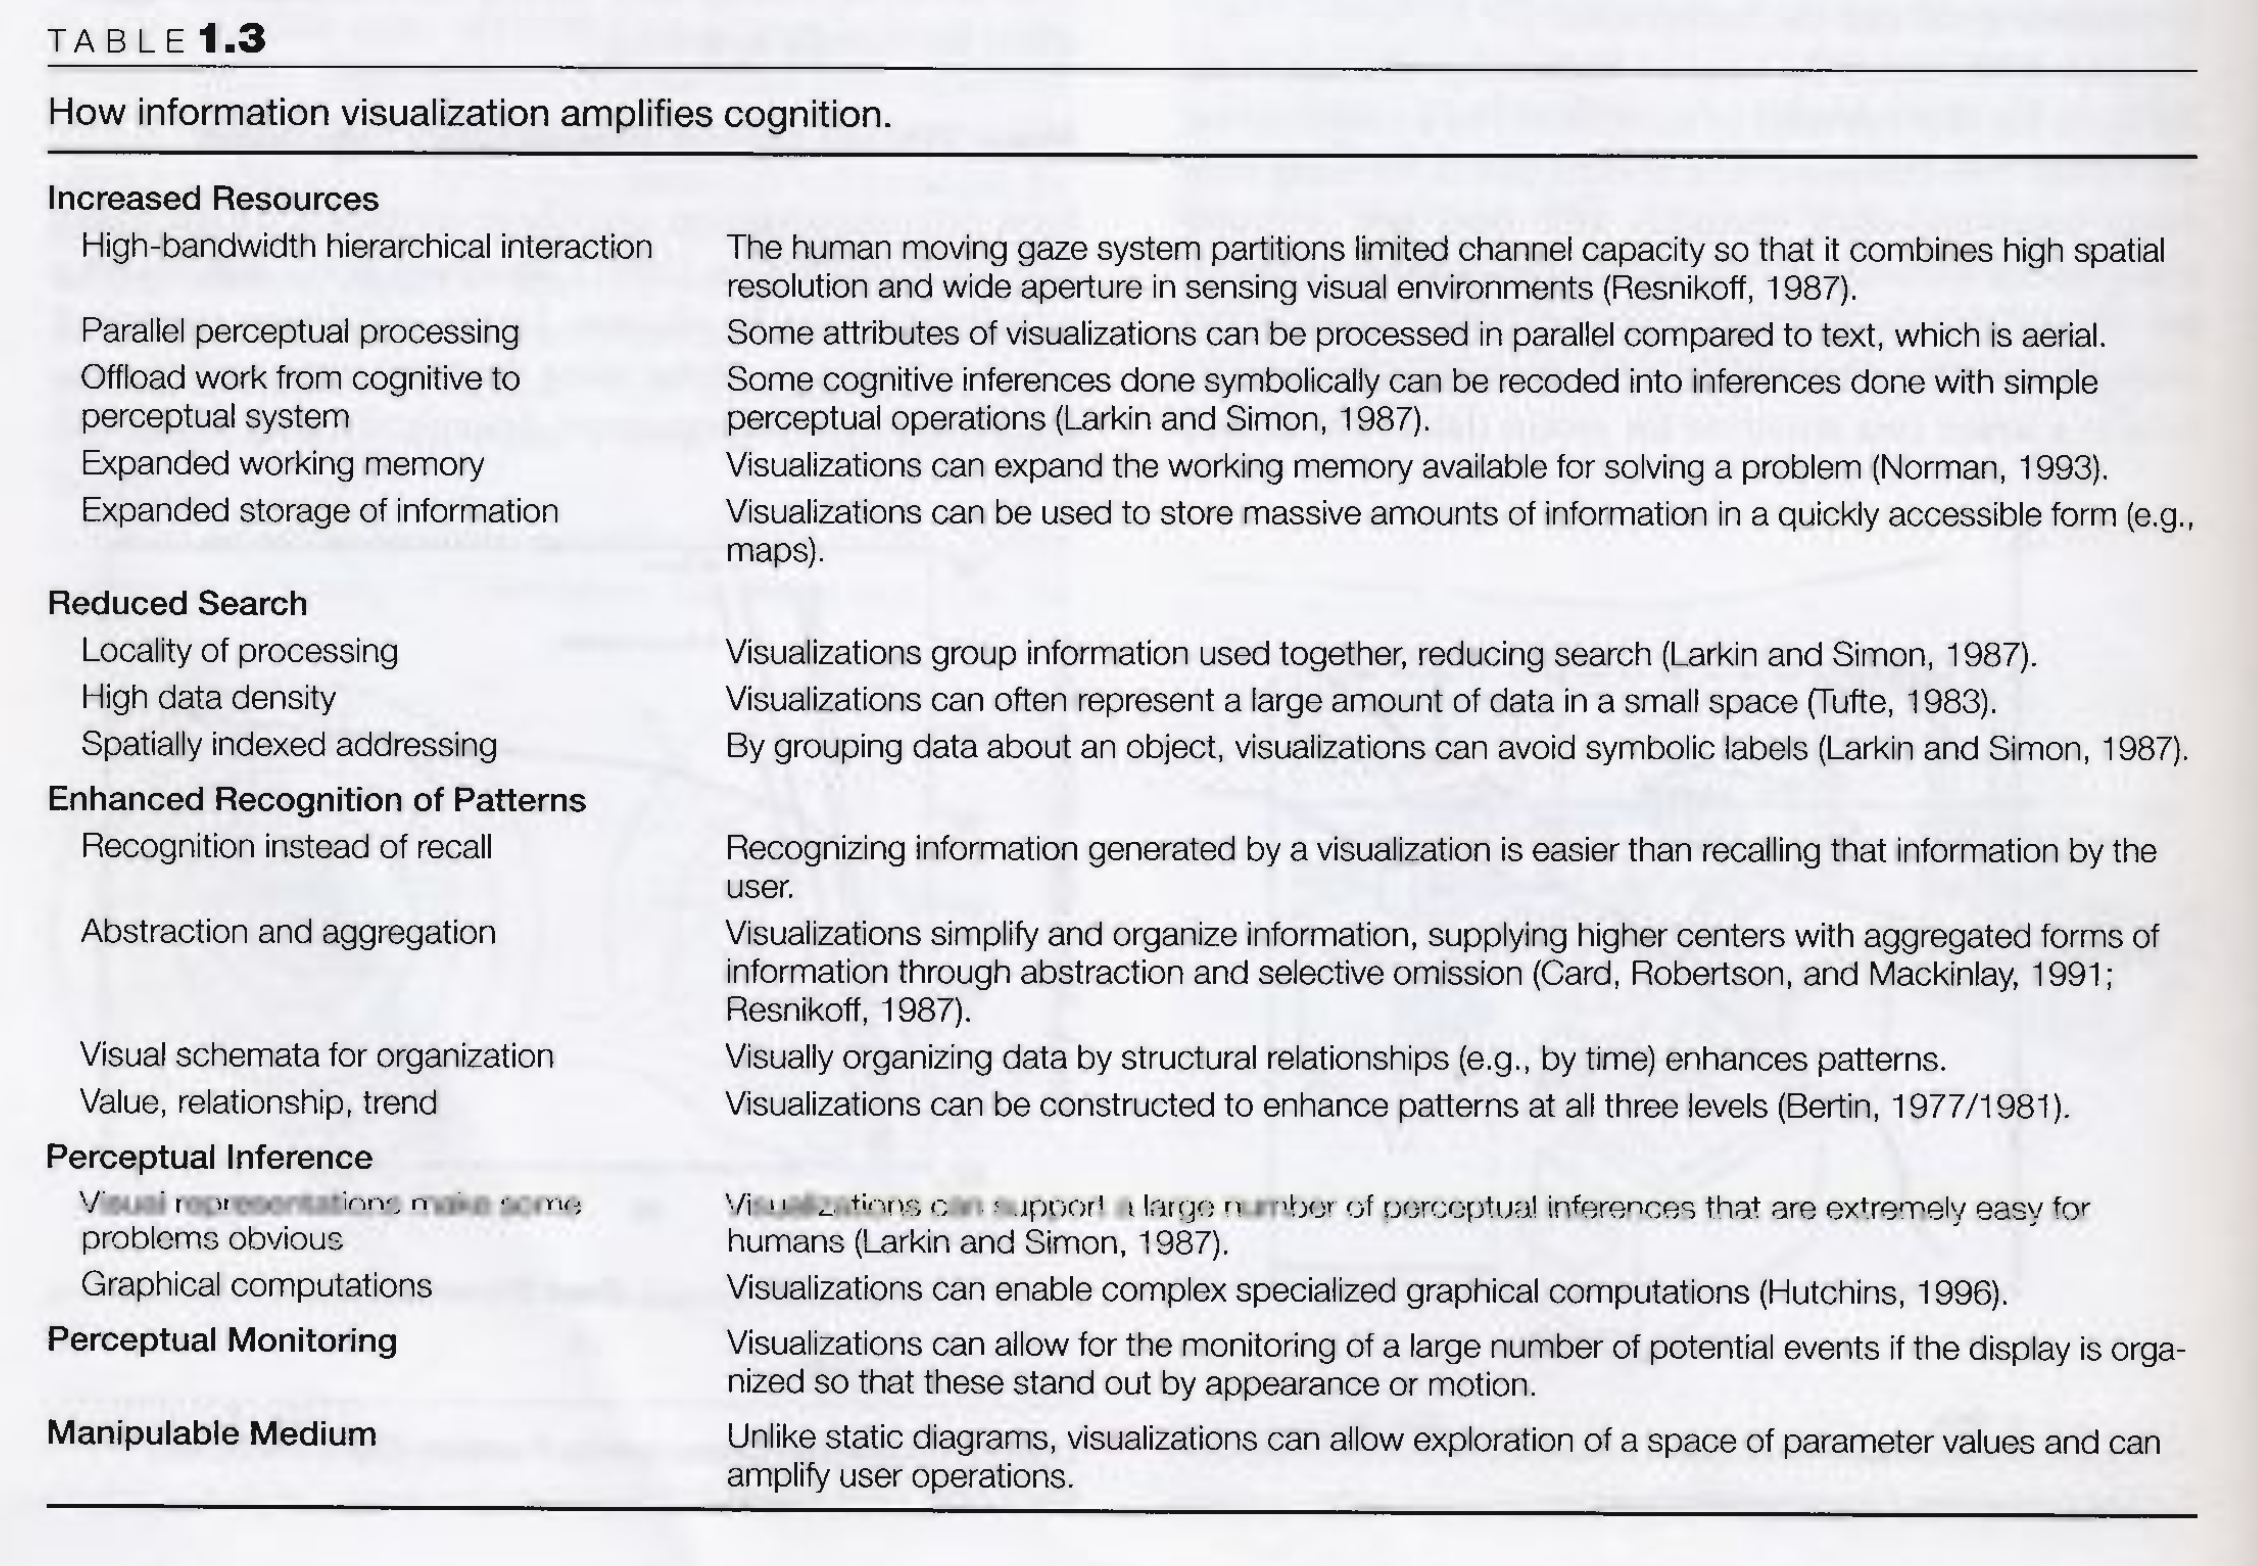 TABLE 1.3
How information visualization amplifies cognition.
Increased Resources
High-bandwidth hierarchical interaction
The human moving gaze system partitions limited channel capacity so that it combines high spatial
resolution and wide aperture in sensing visual environments (Resnikoff, 1987).
Parallel perceptual processing
Some attributes of visualizations can be processed in parallel compared to text, which is aerial.
Offload work from cognitive to
perceptual system
Some cognitive inferences done symbolically can be recoded into inferences done with simple
perceptual operations (Larkin and Simon, 1987).
Expanded working memory
Visualizations can expand the working memory available for solving a problem (Norman, 1993).
Expanded storage of information
Visualizations can be used to store massive amounts of information in a quickly accessible form (e.g.,
maps).
Reduced Search
Locality of processing
Visualizations group information used together, reducing search (Larkin and Simon, 1987).
High data density
Visualizations can often represent a large amount of data in a small space (Tufte, 1983).
Spatially indexed addressing
By grouping data about an object, visualizations can avoid symbolic labels (Larkin and Simon, 1987).
Enhanced Recognition of Patterns
Recognition instead of recall
Recognizing information generated by a visualization is easier than recalling that information by the
user.
Abstraction and aggregation
Visualizations simplify and organize information, supplying higher centers with aggregated forms of
information through abstraction and selective omission (Card, Robertson, and Mackinlay, 1991;
Resnikoff, 1987).
Visual schemata for organization
Visually organizing data by structural relationships (e.g., by time) enhances patterns.
Value, relationship, trend
Visualizations can be constructed to enhance patterns at all three levels (Bertin, 1977/1981).
Perceptual Inference
Visual representations make some
problems obvious
Visualizations can support a large number of perceptual inferences that are extremely easy for
humans (Larkin and Simon, 1987).
Graphical computations
Visualizations can enable complex specialized graphical computations (Hutchins, 1996).
Perceptual Monitoring
Visualizations can allow for the monitoring of a large number of potential events if the display is orga-
nized so that these stand out by appearance or motion.
Manipulable Medium
Unlike static diagrams, visualizations can allow exploration of a space of parameter values and can
amplify user operations.